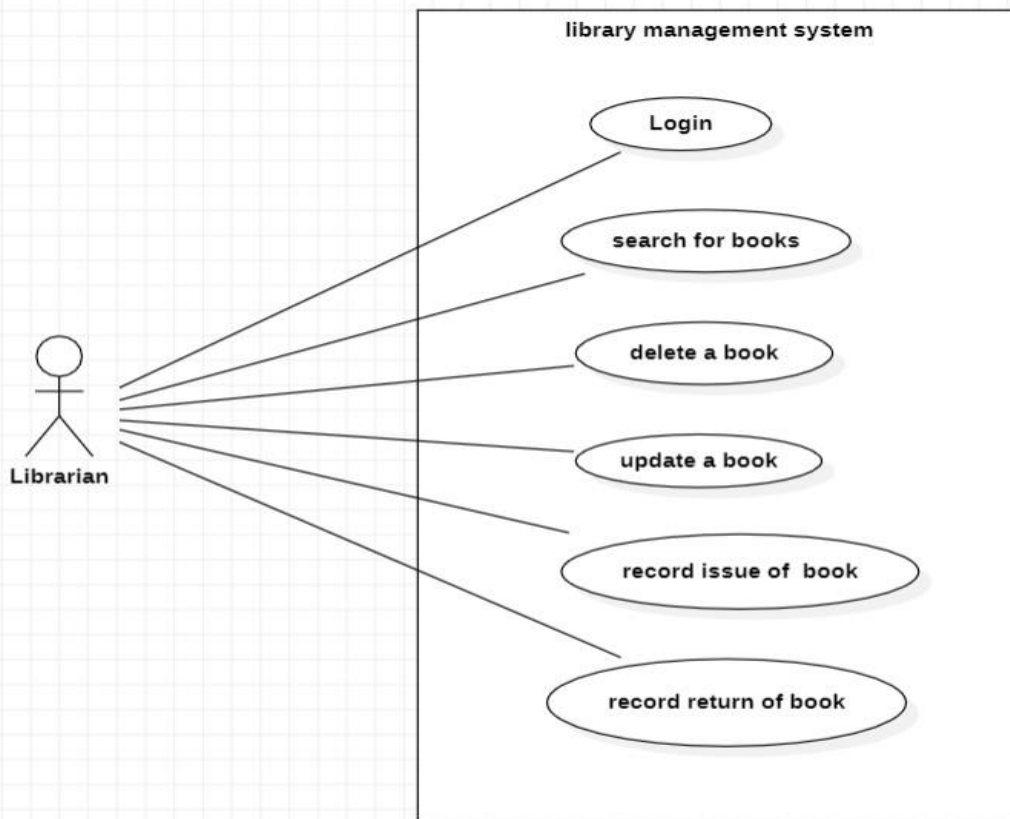 library management system
Login
search for books
delete a book
update a book
Librarian
record issue of  book
record return of book